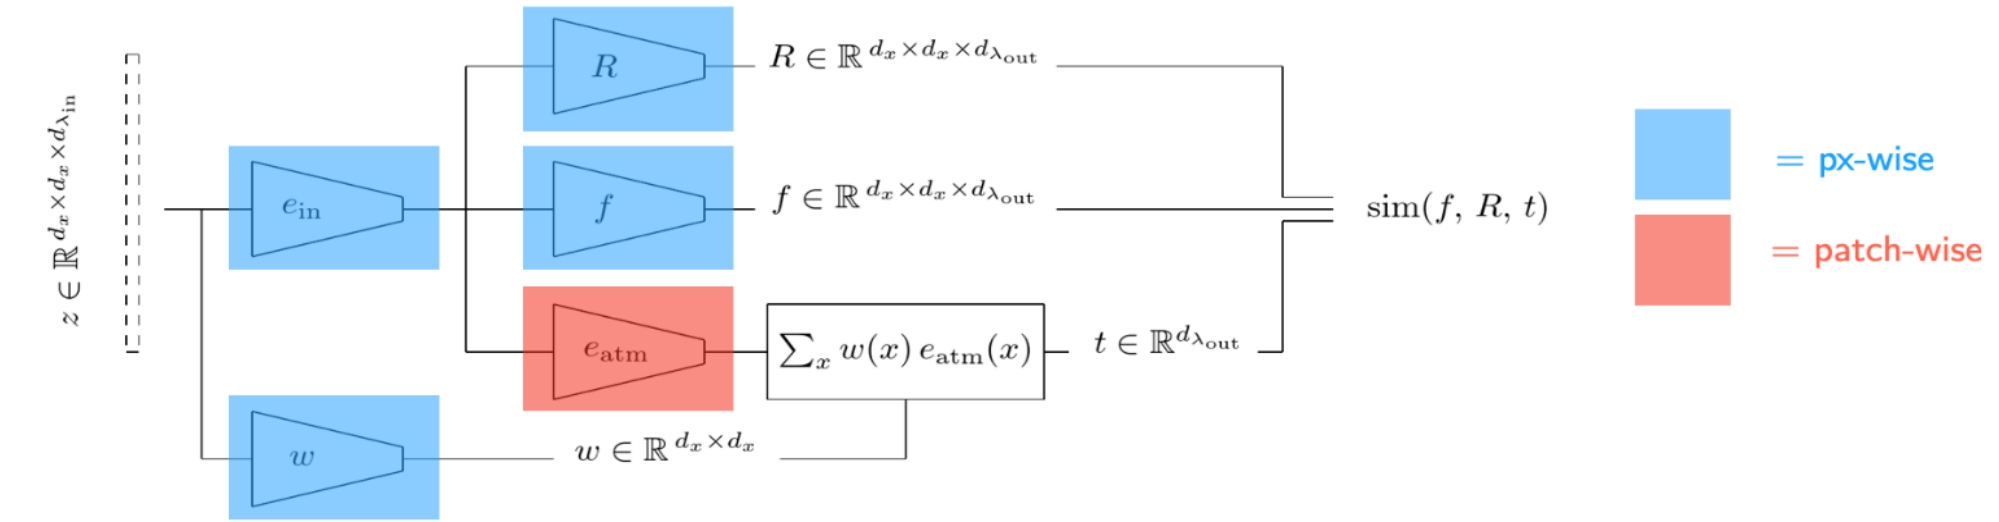 z ∈ ℝ^{d_x×d_x×d_{λ_in}}
e_in
w
R
f
e_atm
R ∈ ℝ^{d_x×d_x×d_{λ_out}}
f ∈ ℝ^{d_x×d_x×d_{λ_out}}
∑_x w(x) e_atm(x)
t ∈ ℝ^{d_{λ_out}}
w ∈ ℝ^{d_x×d_x}
sim(f, R, t)
= px-wise
= patch-wise